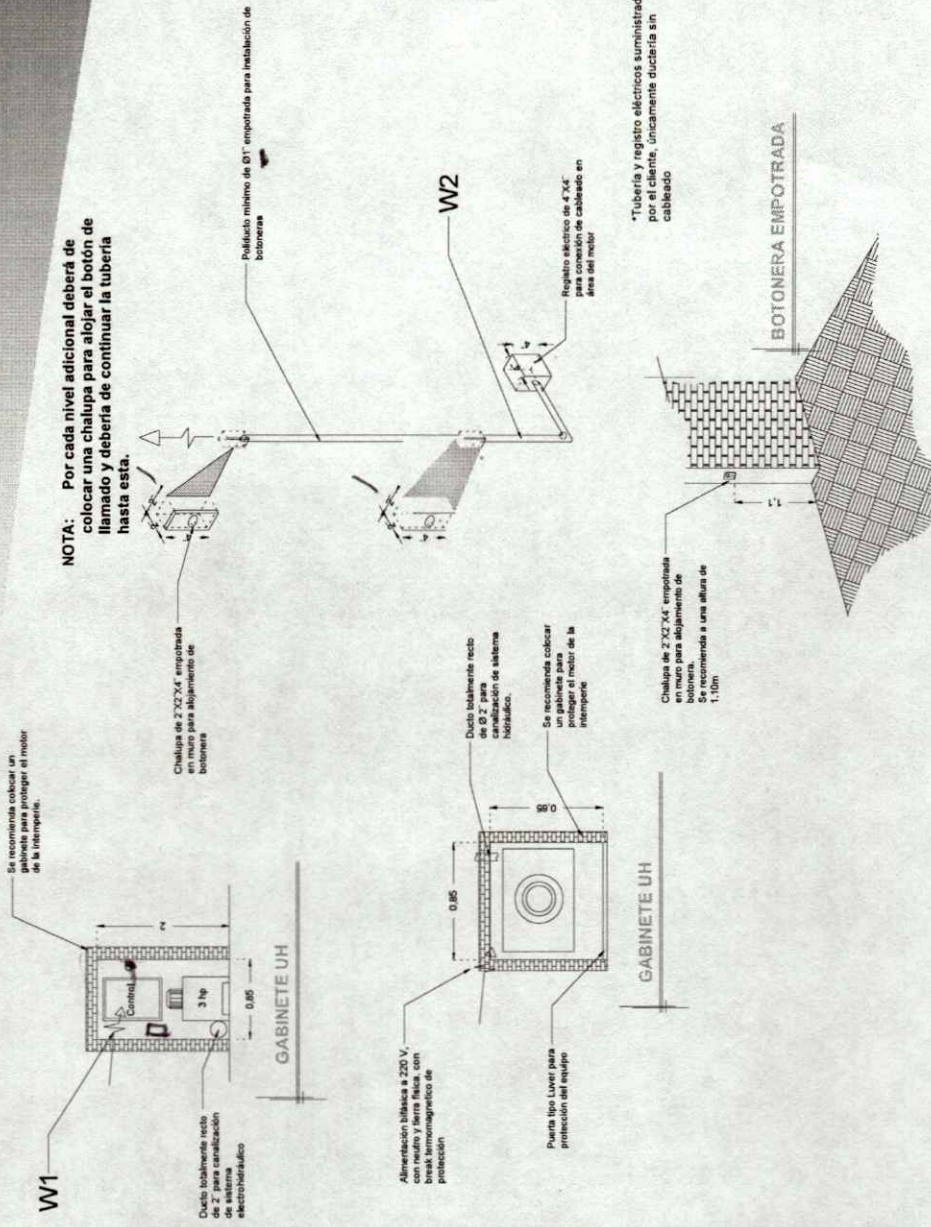 NOTA: Por cada nivel adicional deberá de
colocar una chalupa para alojar el botón de
llamado y debería de continuar la tubería
hasta esta.
W1
Se recomienda colocar un
gabinete para proteger el motor
de la intemperie.
Control
3 hp
2
0,85
Ducto totalmente recto
de 2" para canalización
de sistema
electrohidráulico
GABINETE UH
Chalupa de 2"X2"X4" empotrada
en muro para alojamiento de
botonera
2"
2"
4"
Poliducto mínimo de Ø1" empotrada para instalación de
botoneras
W2
4"
Registro eléctrico de 4"X4"
para conexión de cableado en
área del motor
*Tubería y registro eléctricos suministrad
por el cliente, únicamente ductería sin
cableado
Alimentación bifásica a 220 V,
con neutro y tierra física, con
break termomagnetico de
protección
Puerta tipo Luver para
protección del equipo
0,85
0,65
Ducto totalmente recto
de Ø 2" para
canalización de sistema
hidráulico.
Se recomienda colocar
un gabinete para
proteger el motor de la
intemperie
GABINETE UH
Chalupa de 2"X2"X4" empotrada
en muro para alojamiento de
botonera.
Se recomienda a una altura de
1.10m
1,1
BOTONERA EMPOTRADA